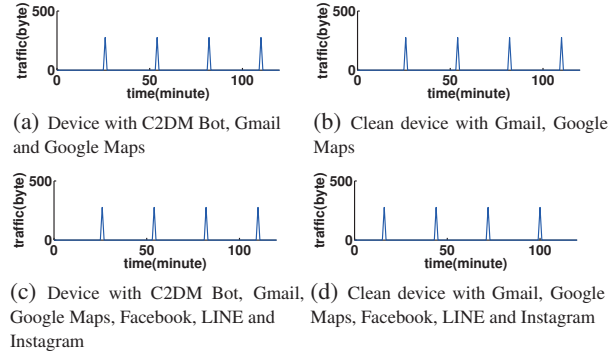 traffic(byte)
500
0
0 50 100
time(minute)
(a) Device with C2DM Bot, Gmail
and Google Maps
traffic(byte)
500
0
0 50 100
time(minute)
(b) Clean device with Gmail, Google
Maps
traffic(byte)
500
0
0 50 100
time(minute)
(c) Device with C2DM Bot, Gmail,
Google Maps, Facebook, LINE and
Instagram
traffic(byte)
500
0
0 50 100
time(minute)
(d) Clean device with Gmail, Google
Maps, Facebook, LINE and Instagram